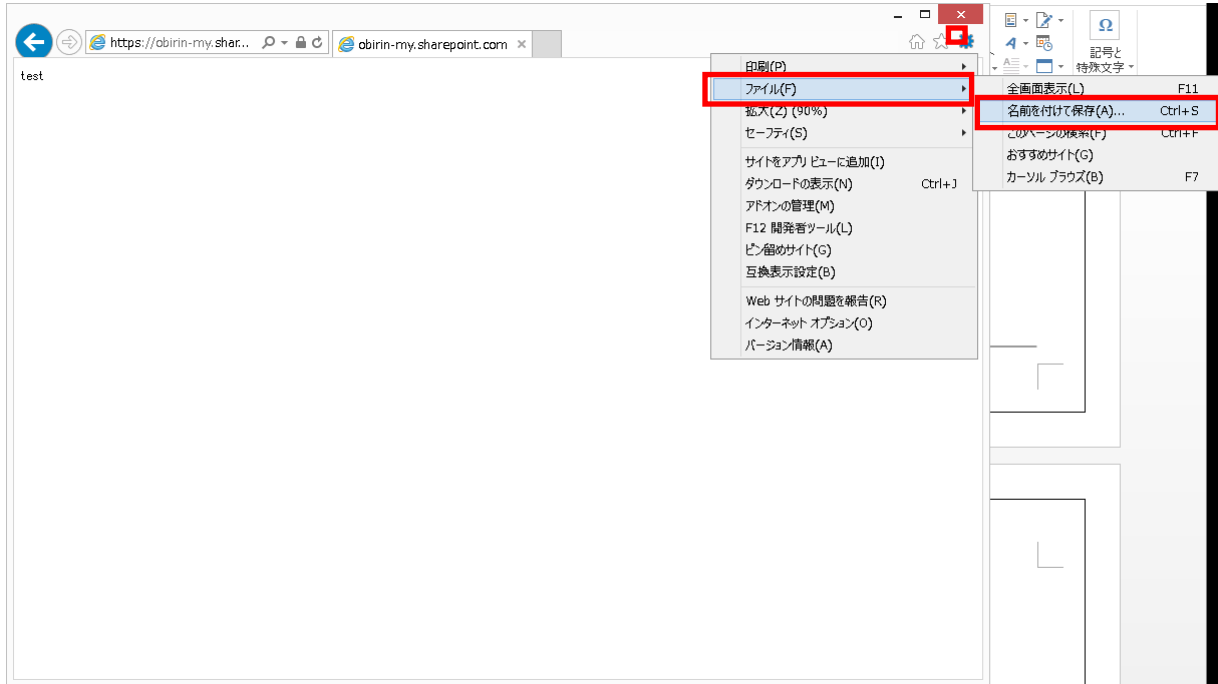 https://obirin-my.shar...
obirin-my.sharepoint.com
test
印刷(P)
ファイル(F)
拡大(Z) (90%)
セーフティ(S)
サイトをアプリ ビューに追加(I)
ダウンロードの表示(N) Ctrl+J
アドオンの管理(M)
F12 開発者ツール(L)
ピン留めサイト(G)
互換表示設定(B)
Web サイトの問題を報告(R)
インターネット オプション(O)
バージョン情報(A)
全画面表示(L) F11
名前を付けて保存(A)... Ctrl+S
このページの検索(F) Ctrl+F
おすすめサイト(G)
カーソル ブラウズ(B) F7
Ω
記号と
特殊文字